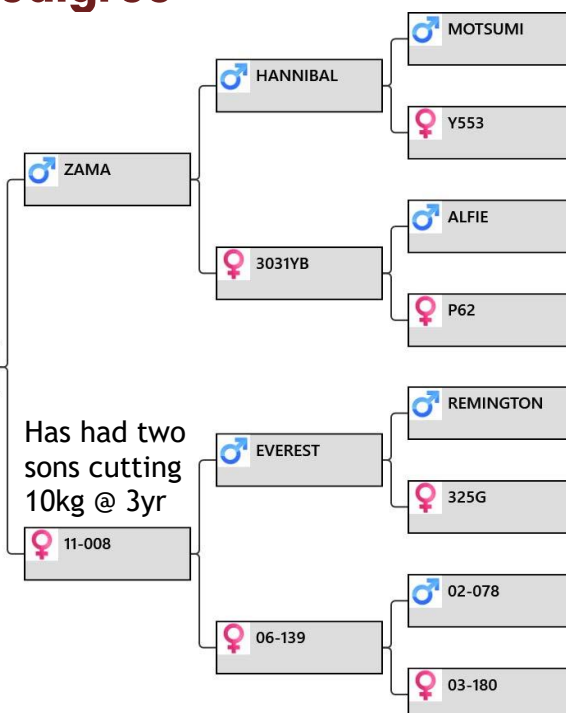 MOTSUMI
HANNIBAL
Y553
ZAMA
ALFIE
3031YB
P62
REMINGTON
Has had two
sons cutting
10kg @ 3yr
EVEREST
325G
11-008
02-078
06-139
03-180